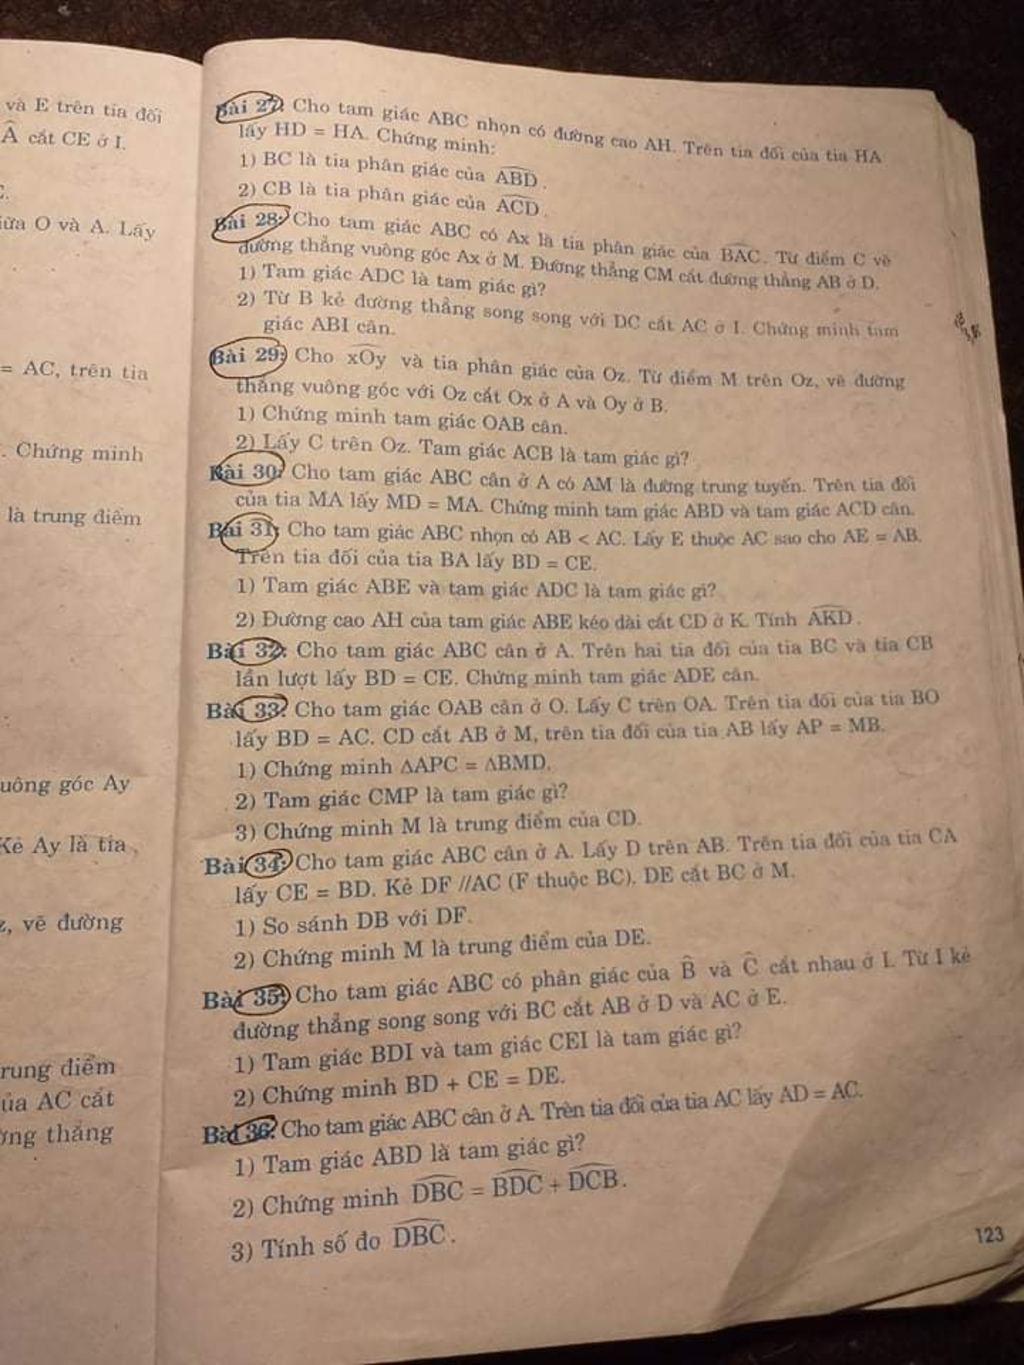 và E trên tia đối
Â cắt CE ở I.
C.
iữa O và A. Lấy
= AC, trên tia
. Chứng minh
là trung điểm
uông góc Ay
Kẻ Ay là tia
z, vẽ đường
rung điểm
ủa AC cắt
ờng thẳng
Bài 27: Cho tam giác ABC nhọn có đường cao AH. Trên tia đối của tia HA
lấy HD = HA. Chứng minh:
1) BC là tia phân giác của ABD.
2) CB là tia phân giác của ACD.
Bài 28: Cho tam giác ABC có Ax là tia phân giác của BAC. Từ điểm C vẽ
đường thẳng vuông góc Ax ở M. Đường thẳng CM cắt đường thẳng AB ở D.
1) Tam giác ADC là tam giác gì?
2) Từ B kẻ đường thẳng song song với DC cắt AC ở I. Chứng minh tam
giác ABI cân.
Bài 29: Cho xOy và tia phân giác của Oz. Từ điểm M trên Oz, vẽ đường
thẳng vuông góc với Oz cắt Ox ở A và Oy ở B.
1) Chứng minh tam giác OAB cân.
2) Lấy C trên Oz. Tam giác ACB là tam giác gì?
Bài 30: Cho tam giác ABC cân ở A có AM là đường trung tuyến. Trên tia đối
của tia MA lấy MD = MA. Chứng minh tam giác ABD và tam giác ACD cân.
Bài 31: Cho tam giác ABC nhọn có AB < AC. Lấy E thuộc AC sao cho AE = AB.
Trên tia đối của tia BA lấy BD = CE.
1) Tam giác ABE và tam giác ADC là tam giác gì?
2) Đường cao AH của tam giác ABE kéo dài cắt CD ở K. Tính AKD.
Bài 32: Cho tam giác ABC cân ở A. Trên hai tia đối của tia BC và tia CB
lần lượt lấy BD = CE. Chứng minh tam giác ADE cân.
Bài 33: Cho tam giác OAB cân ở O. Lấy C trên OA. Trên tia đối của tia BO
lấy BD = AC. CD cắt AB ở M, trên tia đối của tia AB lấy AP = MB.
1) Chứng minh ΔAPC = ΔBMD.
2) Tam giác CMP là tam giác gì?
3) Chứng minh M là trung điểm của CD.
Bài 34: Cho tam giác ABC cân ở A. Lấy D trên AB. Trên tia đối của tia CA
lấy CE = BD. Kẻ DF //AC (F thuộc BC). DE cắt BC ở M.
1) So sánh DB với DF.
2) Chứng minh M là trung điểm của DE.
Bài 35: Cho tam giác ABC có phân giác của B̂ và Ĉ cắt nhau ở I. Từ I kẻ
đường thẳng song song với BC cắt AB ở D và AC ở E.
1) Tam giác BDI và tam giác CEI là tam giác gì?
2) Chứng minh BD + CE = DE.
Bài 36: Cho tam giác ABC cân ở A. Trên tia đối của tia AC lấy AD = AC.
1) Tam giác ABD là tam giác gì?
2) Chứng minh DBC = BDC + DCB.
3) Tính số đo DBC.
123